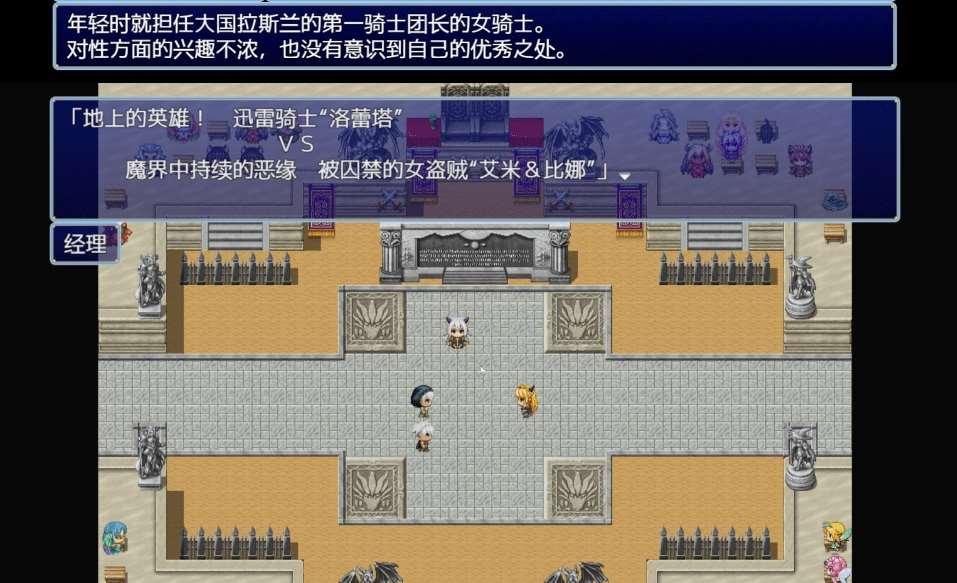 年轻时就担任大国拉斯兰的第一骑士团长的女骑士。
对性方面的兴趣不浓，也没有意识到自己的优秀之处。
「地上的英雄！　迅雷骑士“洛蕾塔”
ＶＳ
魔界中持续的恶缘　被囚禁的女盗贼“艾米＆比娜”」
经理